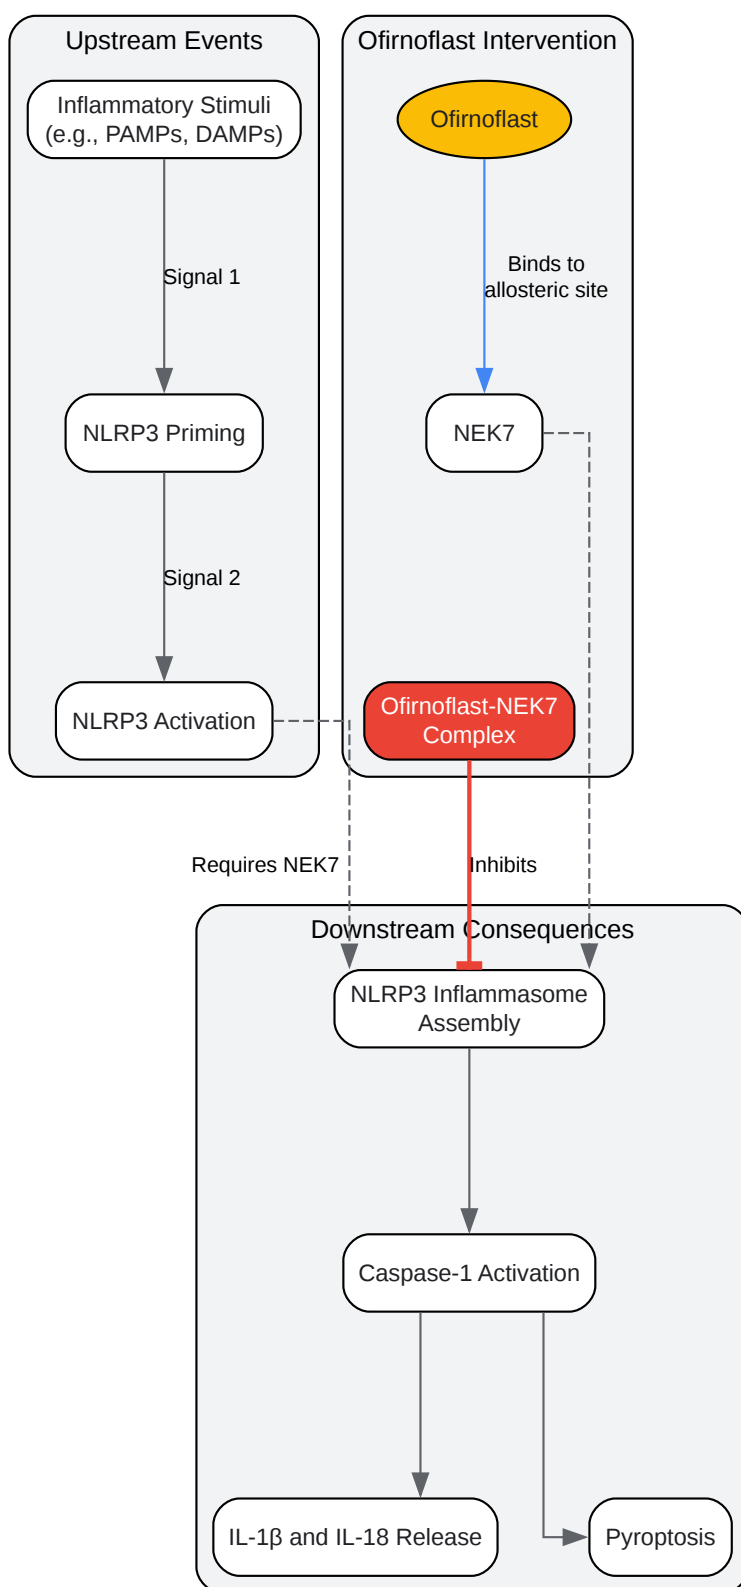 Upstream Events
Inflammatory Stimuli
(e.g., PAMPs, DAMPs)
Signal 1
NLRP3 Priming
Signal 2
NLRP3 Activation
Ofirnoflast Intervention
Ofirnoflast
Binds to
allosteric site
NEK7
Ofirnoflast-NEK7
Complex
Requires NEK7
Inhibits
Downstream Consequences
NLRP3 Inflammasome
Assembly
Caspase-1 Activation
IL-1β and IL-18 Release
Pyroptosis